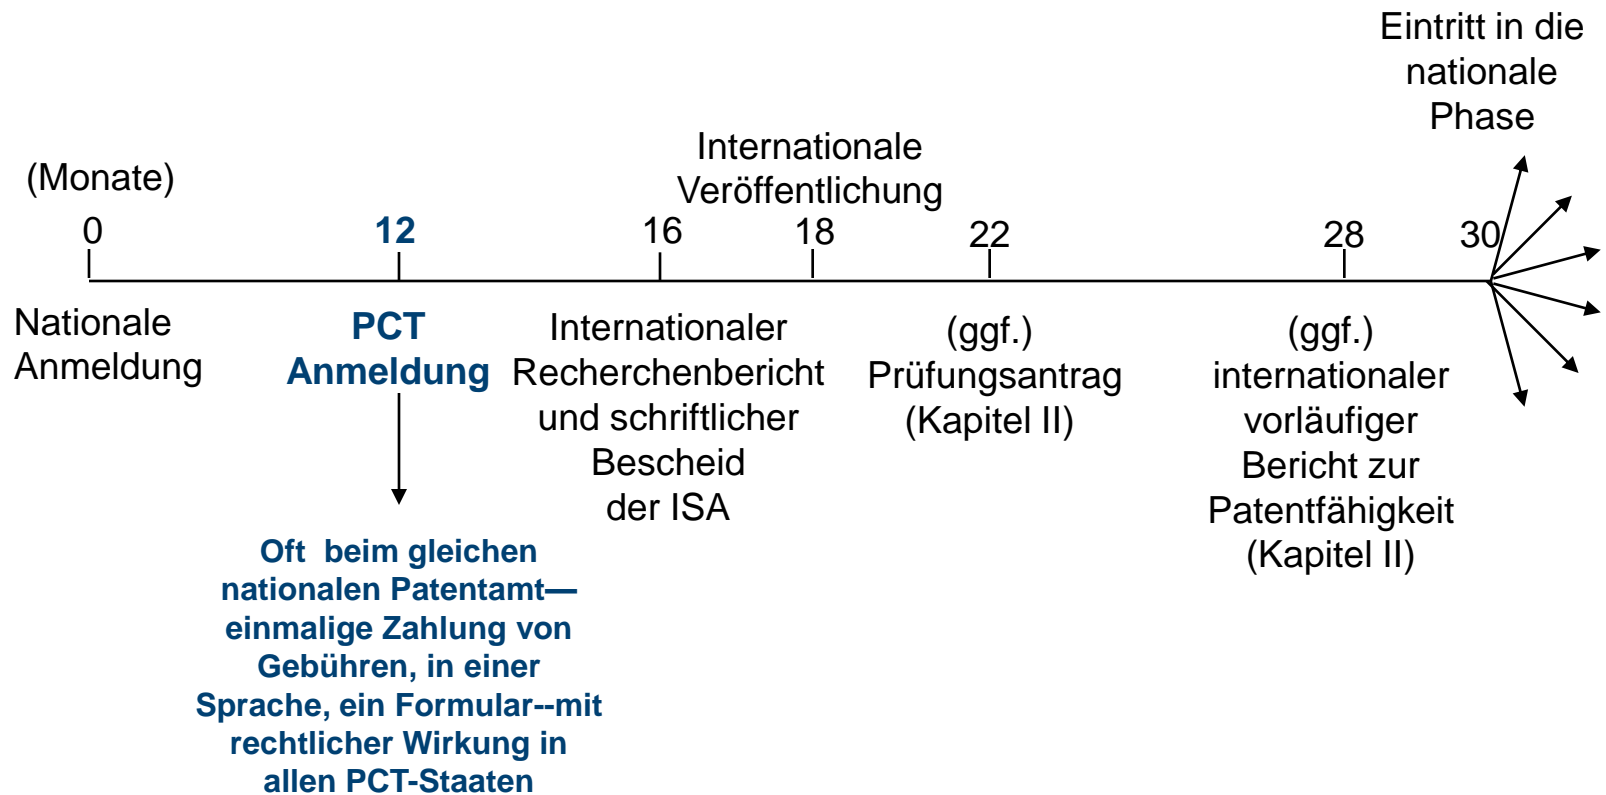 Eintritt in die
nationale
Phase
Internationale
Veröffentlichung
(Monate)
0
12
16
18
22
28
30
Nationale
Anmeldung
PCT
Anmeldung
Internationaler
Recherchenbericht
und schriftlicher
Bescheid
der ISA
(ggf.)
Prüfungsantrag
(Kapitel II)
(ggf.)
internationaler
vorläufiger
Bericht zur
Patentfähigkeit
(Kapitel II)
Oft beim gleichen
nationalen Patentamt—
einmalige Zahlung von
Gebühren, in einer
Sprache, ein Formular--mit
rechtlicher Wirkung in
allen PCT-Staaten